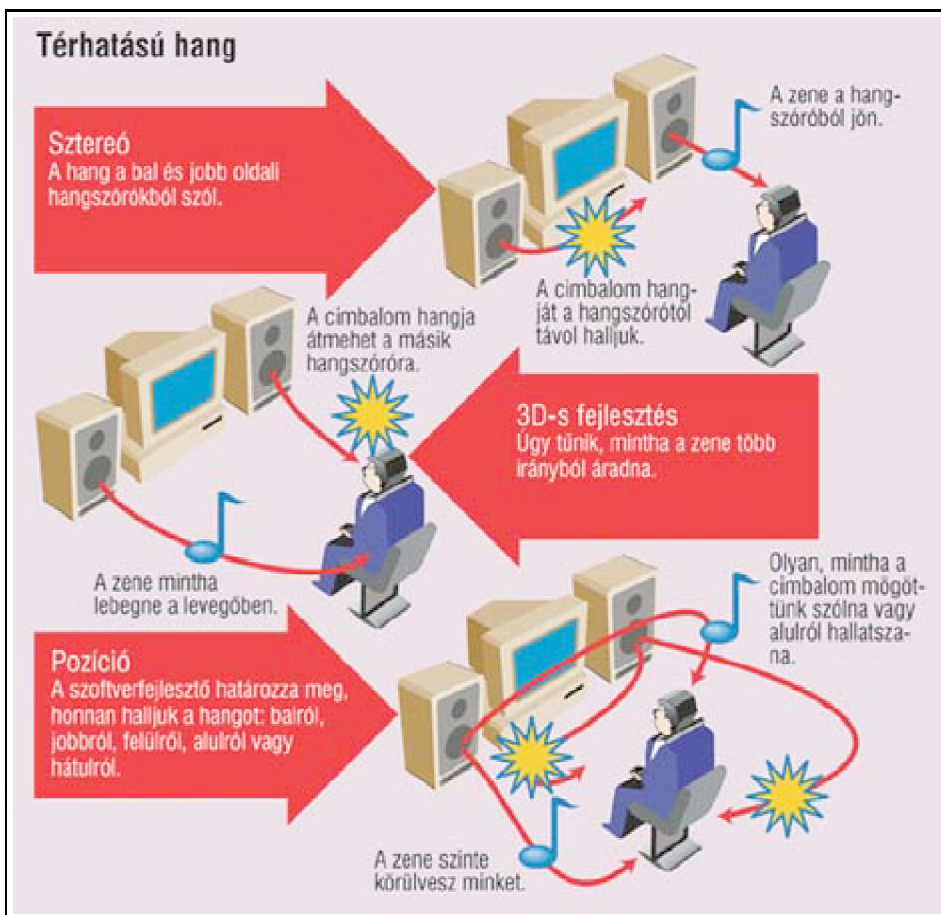 Térhatású hang
A zene a hang-
szóróból jön.
Sztereó
A hang a bal és jobb oldali
hangszórókból szól.
A cimbalom hang-
ját a hangszórótól
távol halljuk.
A cimbalom hangja
átmehet a másik
hangszóróra.
3D-s fejlesztés
Úgy tűnik, mintha a zene több
irányból áradna.
A zene mintha
lebegne a levegőben.
Olyan, mintha a
cimbalom mögöt-
tünk szólna vagy
alulról hallatsza-
na.
Pozíció
A szoftverfejlesztő határozza meg,
honnan halljuk a hangot: balról,
jobbról, felülről, alulról vagy
hátulról.
A zene szinte
körülvesz minket.